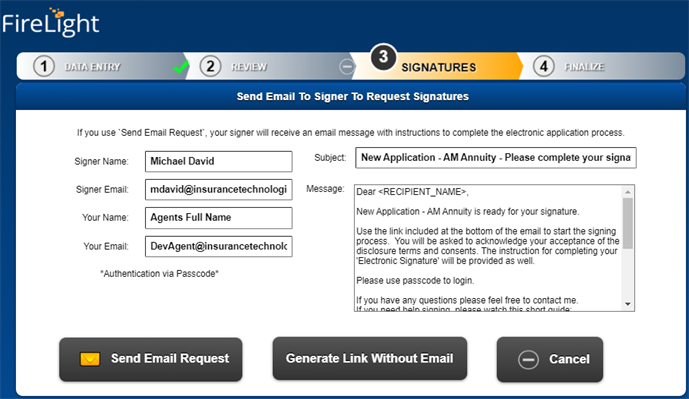 FireLight
1 DATA ENTRY 2 REVIEW 3 SIGNATURES 4 FINALIZE
Send Email To Signer To Request Signatures
If you use `Send Email Request`, your signer will receive an email message with instructions to complete the electronic application process.
Signer Name: Michael David
Signer Email: mdavid@insurancetechnologi
Your Name: Agents Full Name
Your Email: DevAgent@insurancetechnolo
*Authentication via Passcode*
Subject: New Application - AM Annuity - Please complete your signa
Message: Dear <RECIPIENT_NAME>,
New Application - AM Annuity is ready for your signature.
Use the link included at the bottom of the email to start the signing
process. You will be asked to acknowledge your acceptance of the
disclosure terms and consents. The instruction for completing your
'Electronic Signature' will be provided as well.
Please use passcode to login.
If you have any questions please feel free to contact me.
If you need help signing, please watch this short guide:
Send Email Request
Generate Link Without Email
Cancel